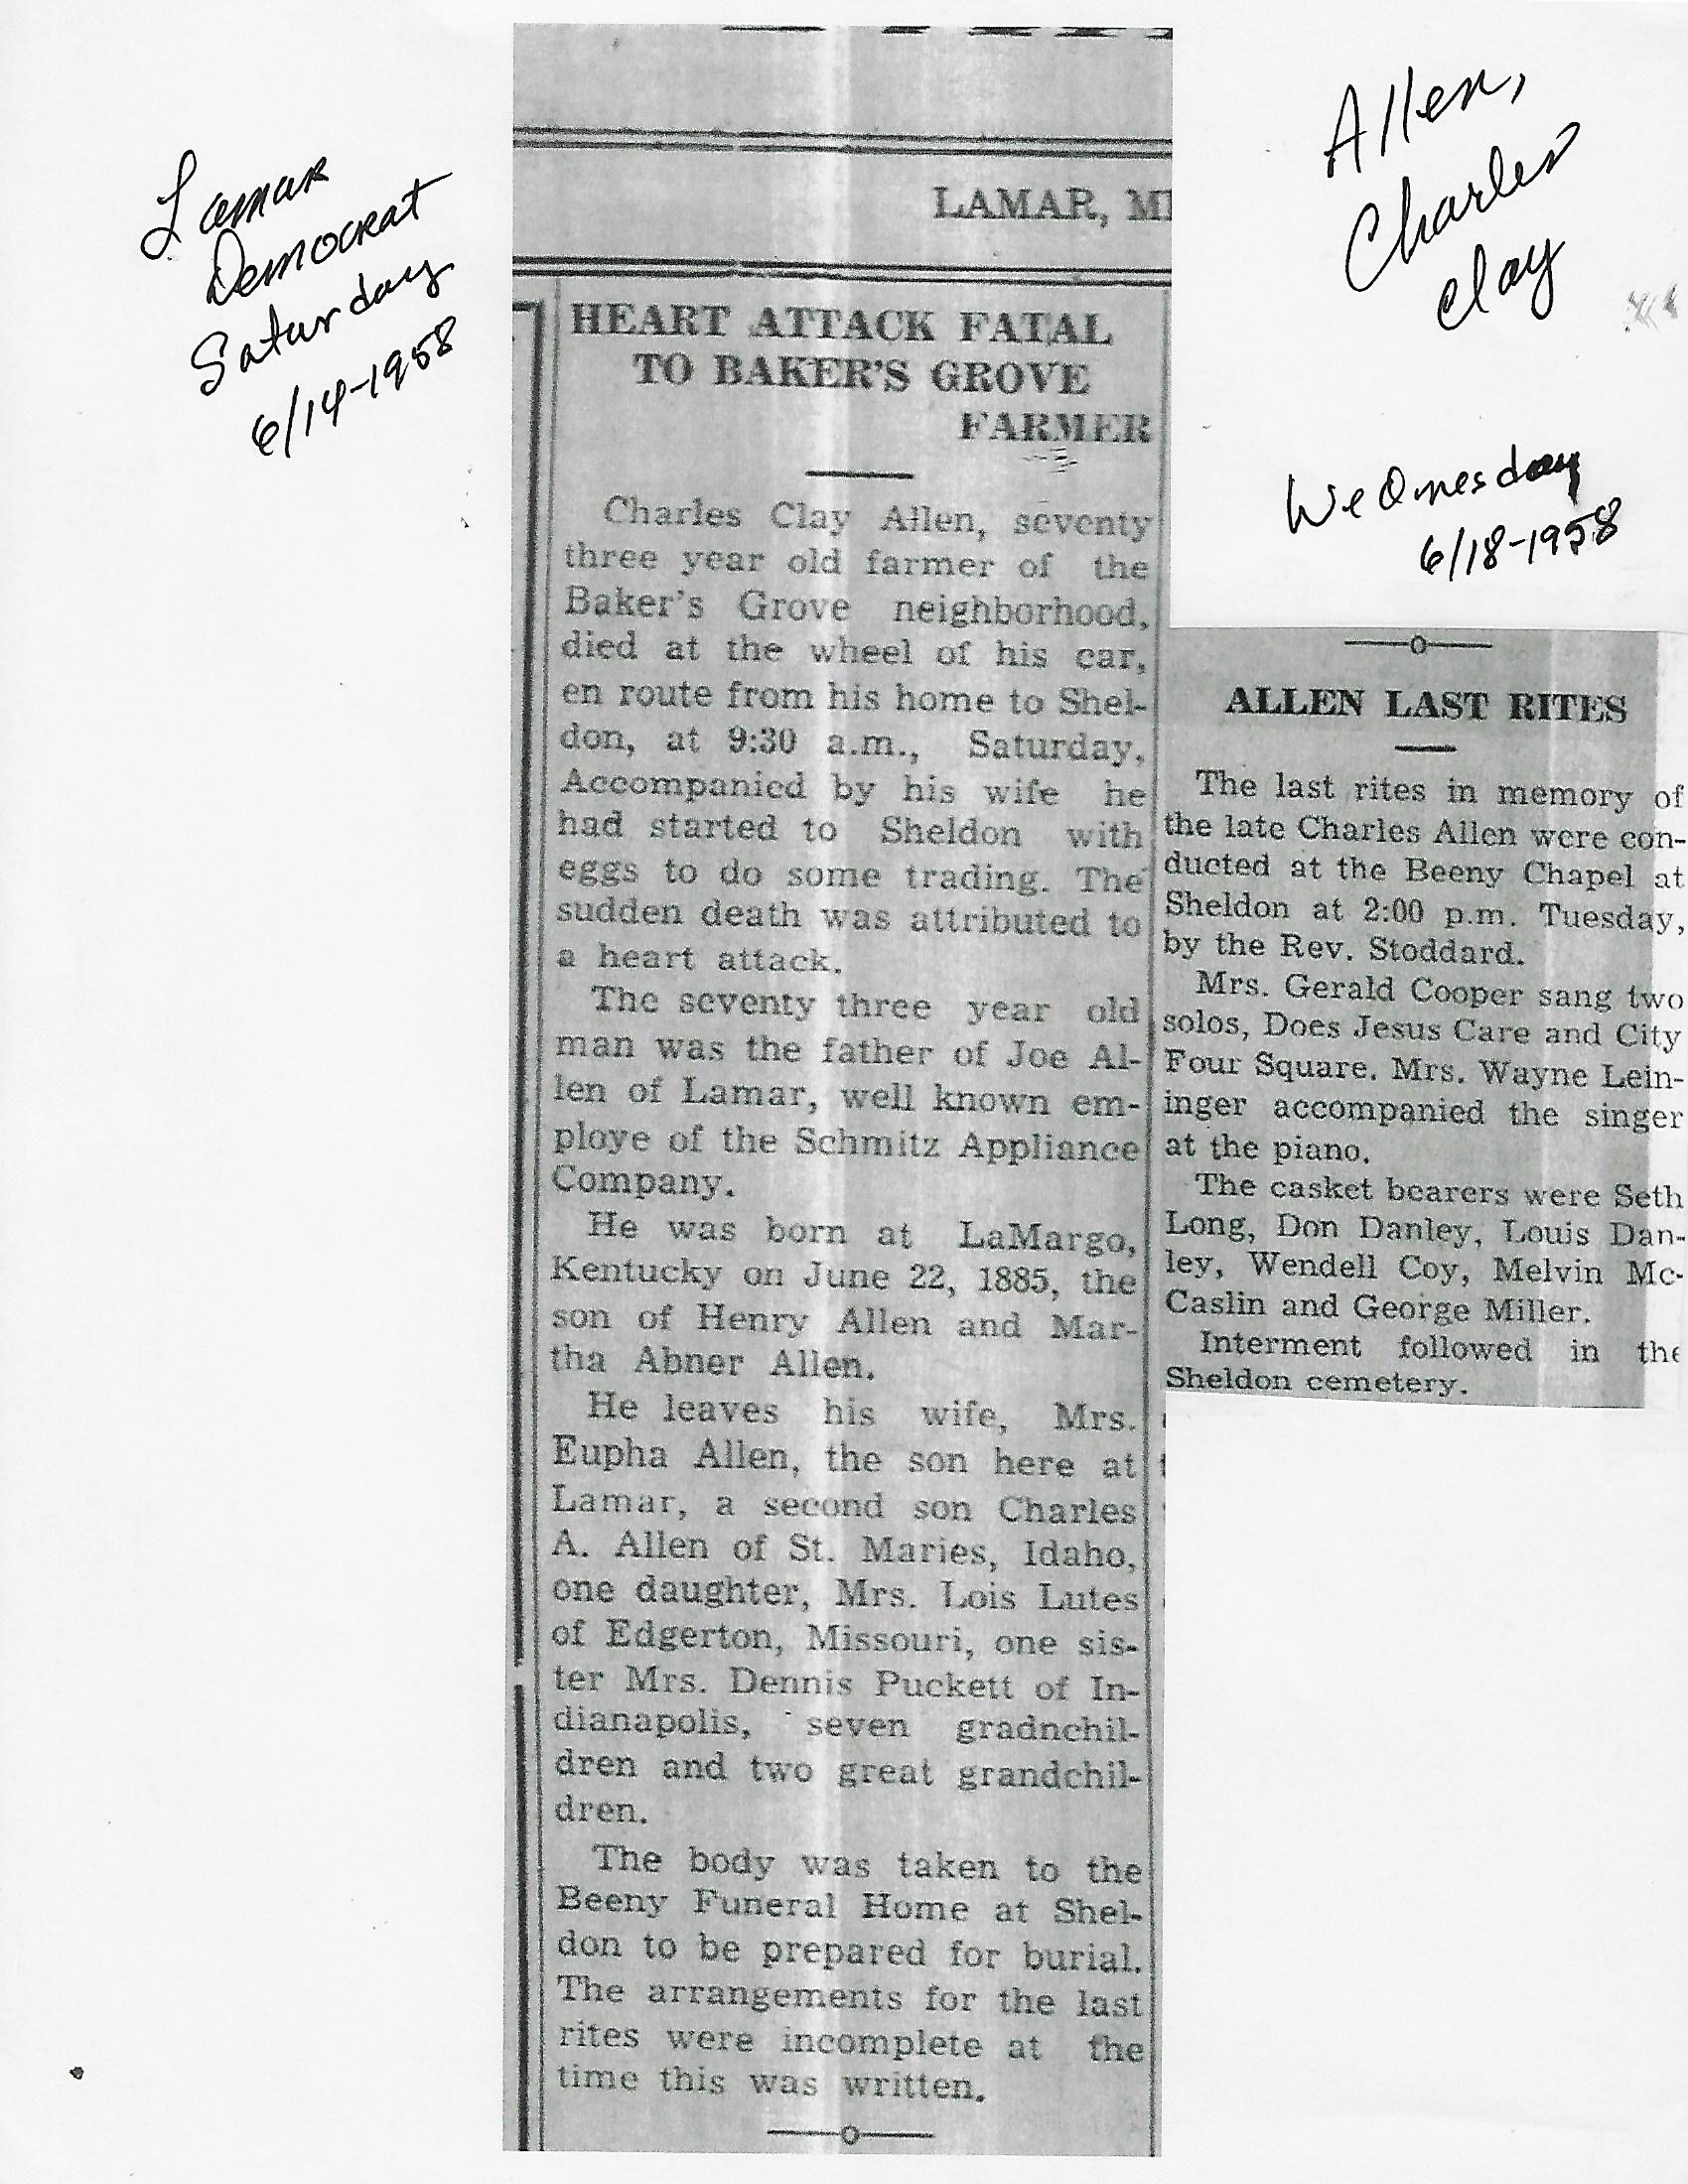 Lamar
Democrat
Saturday
6/14-1958
Allen,
Charles
Clay
Wednesday
6/18-1958
LAMAR, MI
HEART ATTACK FATAL
TO BAKER'S GROVE
FARMER
Charles Clay Allen, seventy
three year old farmer of the
Baker's Grove neighborhood,
died at the wheel of his car,
en route from his home to Shel-
don, at 9:30 a.m., Saturday.
Accompanied by his wife he
had started to Sheldon with
eggs to do some trading. The
sudden death was attributed to
a heart attack.
The seventy three year old
man was the father of Joe Al-
len of Lamar, well known em-
ploye of the Schmitz Appliance
Company.
He was born at LaMargo,
Kentucky on June 22, 1885, the
son of Henry Allen and Mar-
tha Abner Allen.
He leaves his wife, Mrs.
Eupha Allen, the son here at
Lamar, a second son Charles
A. Allen of St. Maries, Idaho,
one daughter, Mrs. Lois Lutes
of Edgerton, Missouri, one sis-
ter Mrs. Dennis Puckett of In-
dianapolis, seven gradnchil-
dren and two great grandchil-
dren.
The body was taken to the
Beeny Funeral Home at Shel-
don to be prepared for burial.
The arrangements for the last
rites were incomplete at the
time this was written.
ALLEN LAST RITES
The last rites in memory of
the late Charles Allen were con-
ducted at the Beeny Chapel at
Sheldon at 2:00 p.m. Tuesday,
by the Rev. Stoddard.
Mrs. Gerald Cooper sang two
solos, Does Jesus Care and City
Four Square. Mrs. Wayne Lein-
inger accompanied the singer
at the piano.
The casket bearers were Seth
Long, Don Danley, Louis Dan-
ley, Wendell Coy, Melvin Mc-
Caslin and George Miller.
Interment followed in the
Sheldon cemetery.